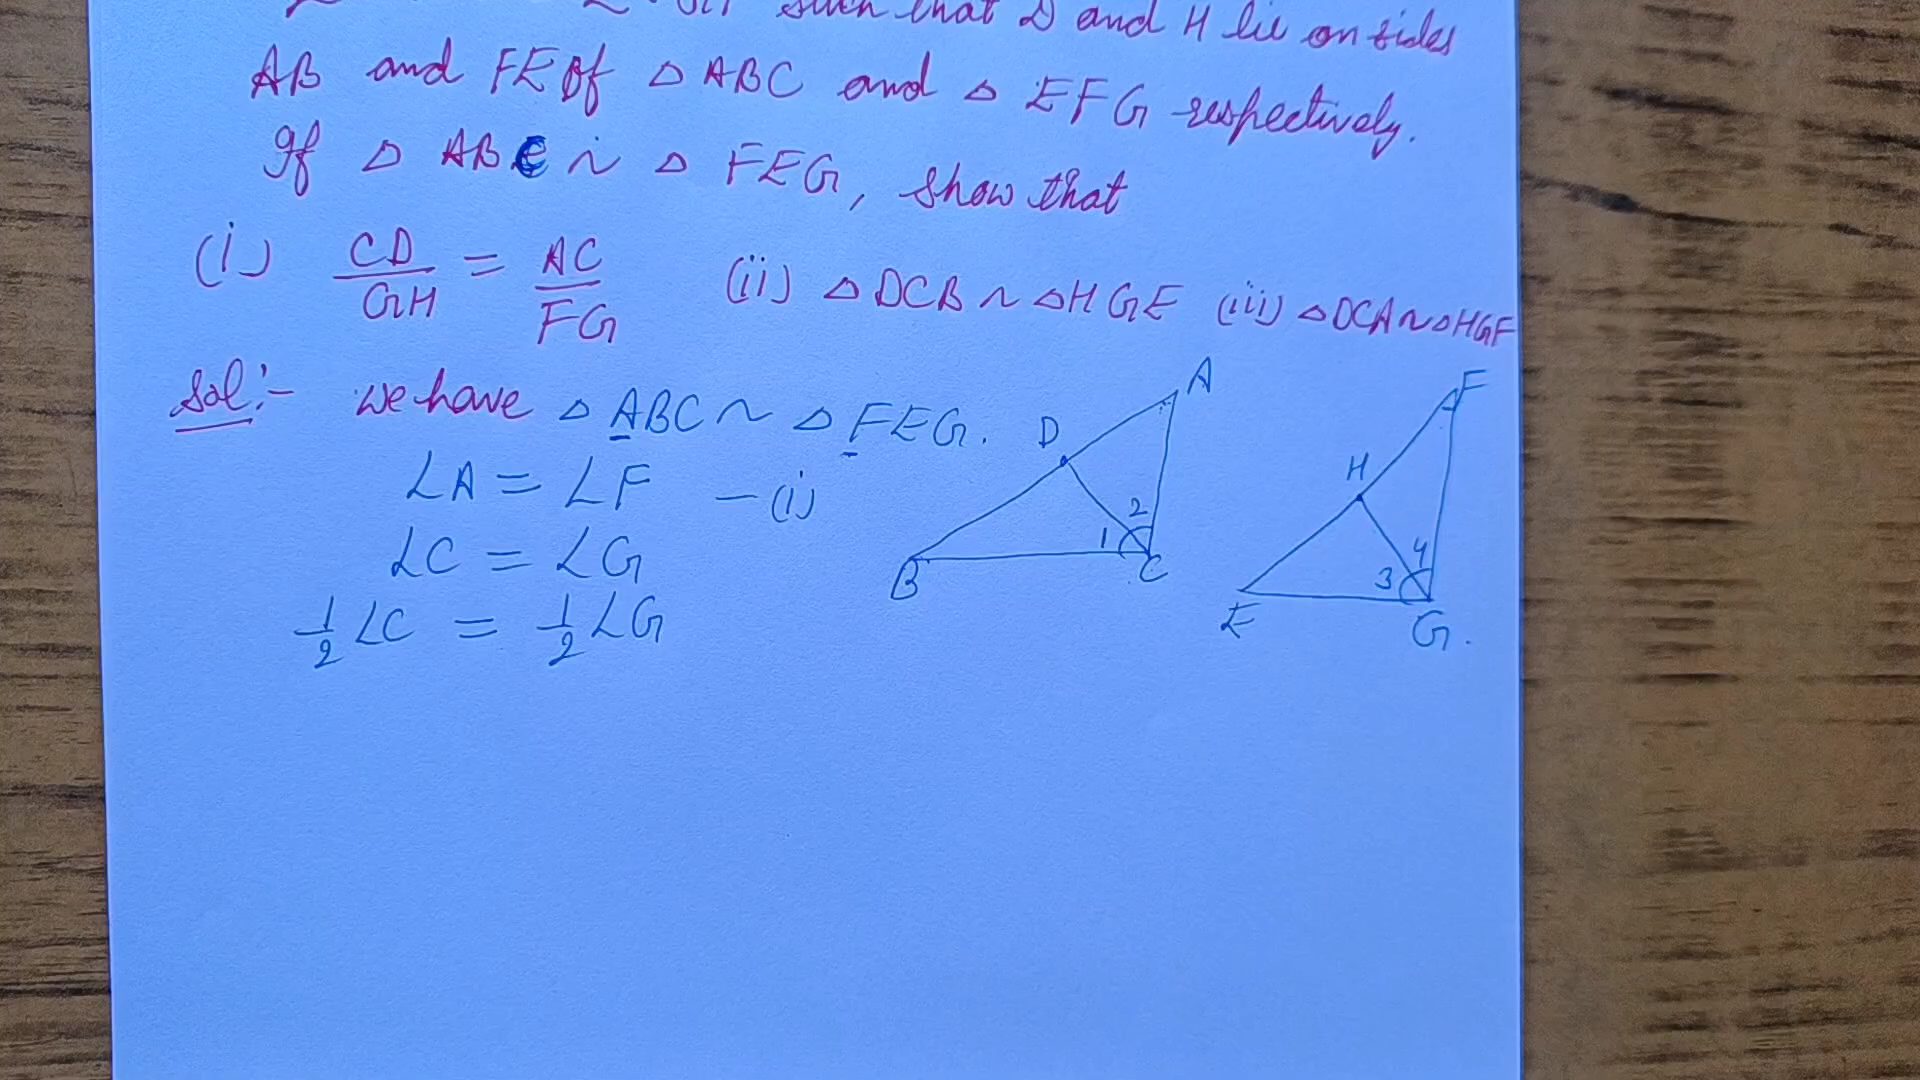 such that D and H lie on sides
AB and FE of △ ABC and △ EFG respectively.
If △ ABC ~ △ FEG, show that
(i) CD/GH = AC/FG (ii) △DCB ~ △HGE (iii) △DCA ~ △HGF
Sol:- we have △ ABC ~ △ FEG.
∠A = ∠F - (i)
∠C = ∠G
1/2 ∠C = 1/2 ∠G
A
D
2
1
B
C
F
H
4
3
E
G.